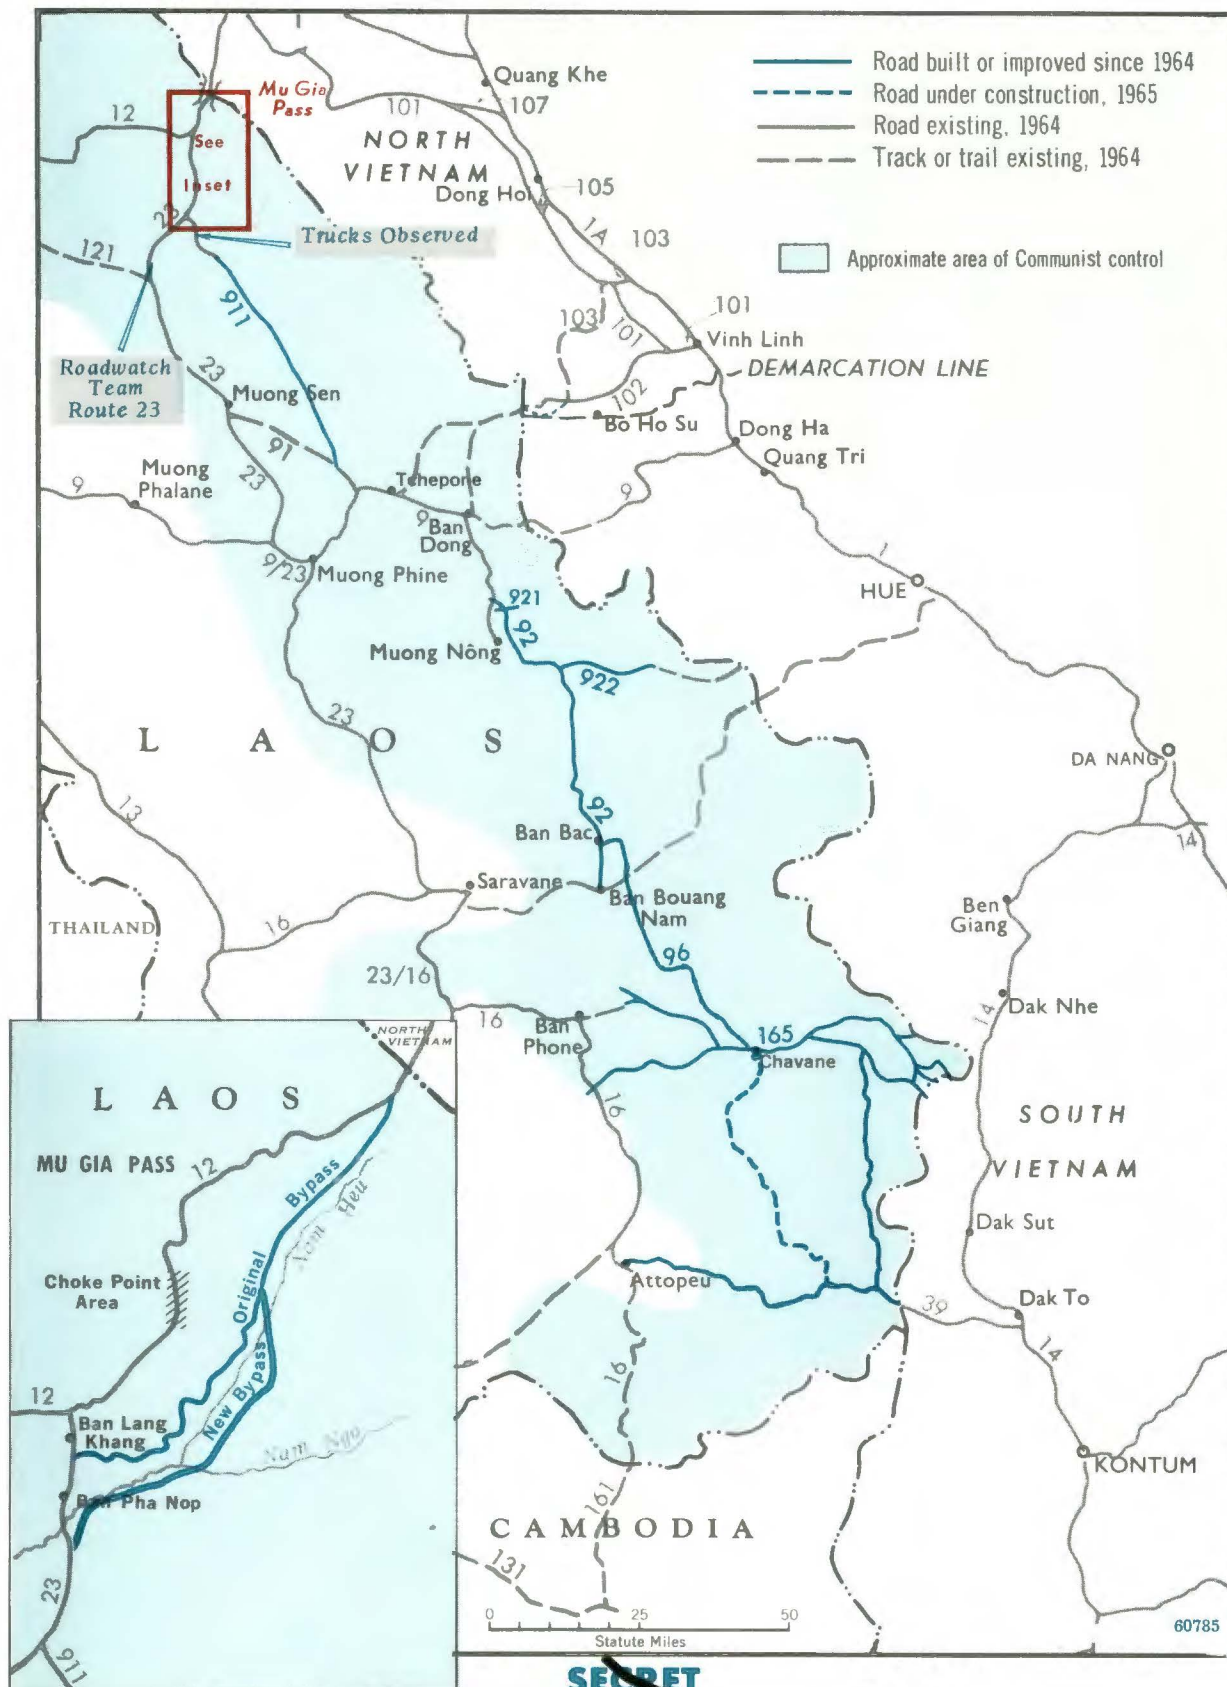 Road built or improved since 1964
Road under construction, 1965
Road existing, 1964
Track or trail existing, 1964
Approximate area of Communist control
Mu Gia
Pass
See
Inset
12
23
121
Trucks Observed
Roadwatch
Team
Route 23
911
Quang Khe
101
107
NORTH
VIETNAM
Dong Hoi
105
1A
103
103
101
101
Vinh Linh
DEMARCATION LINE
102
Bo Ho Su
Dong Ha
Quang Tri
23
Muong Sen
91
23
Muong
Phalane
9
Tchepone
9
Ban
Dong
9
9/23
Muong Phine
1
HUE
921
92
Muong Nông
922
23
LAOS
13
92
Ban Bac
DA NANG
14
Saravane
Ban Bouang
Nam
Ben
Giang
THAILAND
16
23/16
96
16
Ban
Phone
165
Chavane
14
Dak Nhe
16
SOUTH
VIETNAM
Dak Sut
Attopeu
39
Dak To
14
16
KONTUM
161
CAMBODIA
131
0 25 50
Statute Miles
60785
NORTH
VIETNAM
LAOS
MU GIA PASS
12
Bypass
Nam Heu
Original
Choke Point
Area
New Bypass
12
Ban Lang
Khang
Nam Ngo
Ban Pha Nop
23
911
SECRET